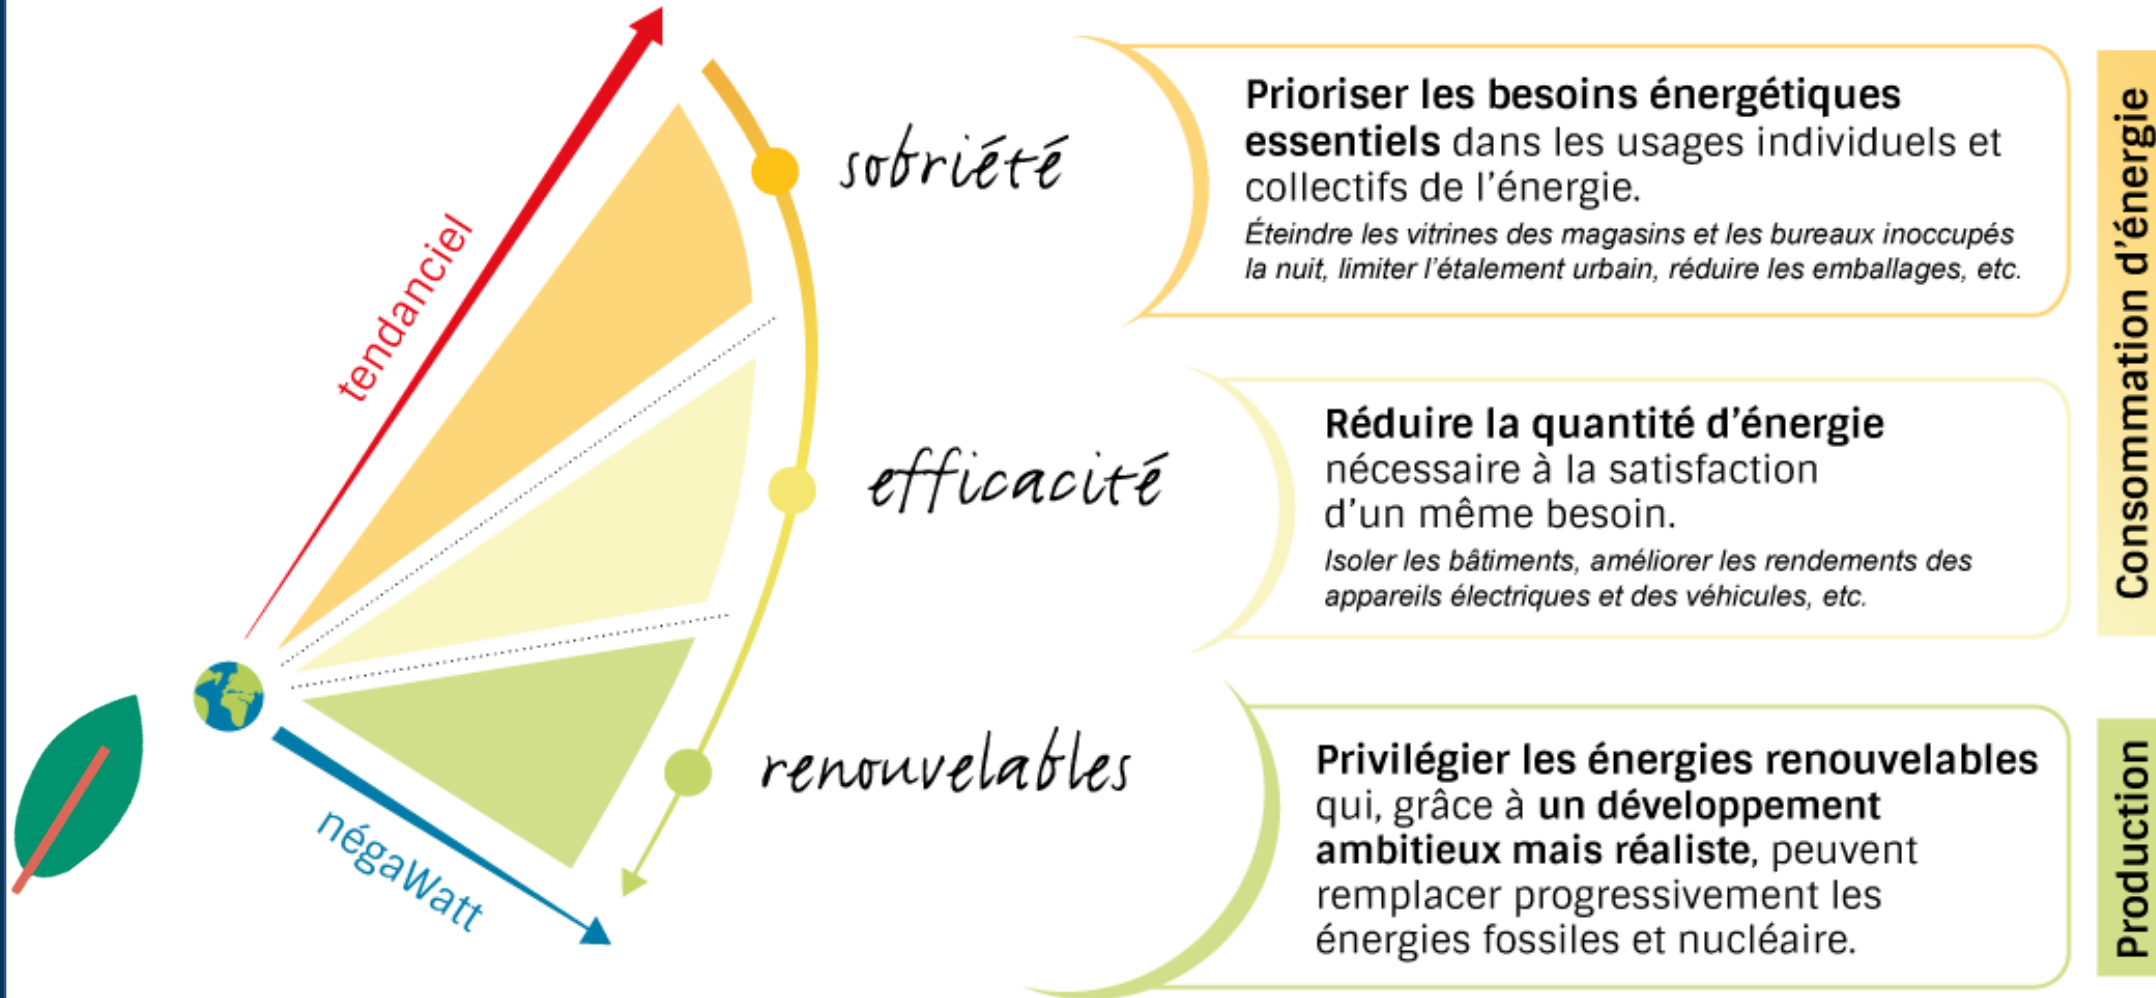 tendanciel
négaWatt
sobriété
Prioriser les besoins énergétiques
essentiels dans les usages individuels et
collectifs de l'énergie.
Éteindre les vitrines des magasins et les bureaux inoccupés
la nuit, limiter l'étalement urbain, réduire les emballages, etc.
efficacité
Réduire la quantité d'énergie
nécessaire à la satisfaction
d'un même besoin.
Isoler les bâtiments, améliorer les rendements des
appareils électriques et des véhicules, etc.
Consommation d'énergie
renouvelables
Privilégier les énergies renouvelables
qui, grâce à un développement
ambitieux mais réaliste, peuvent
remplacer progressivement les
énergies fossiles et nucléaire.
Production